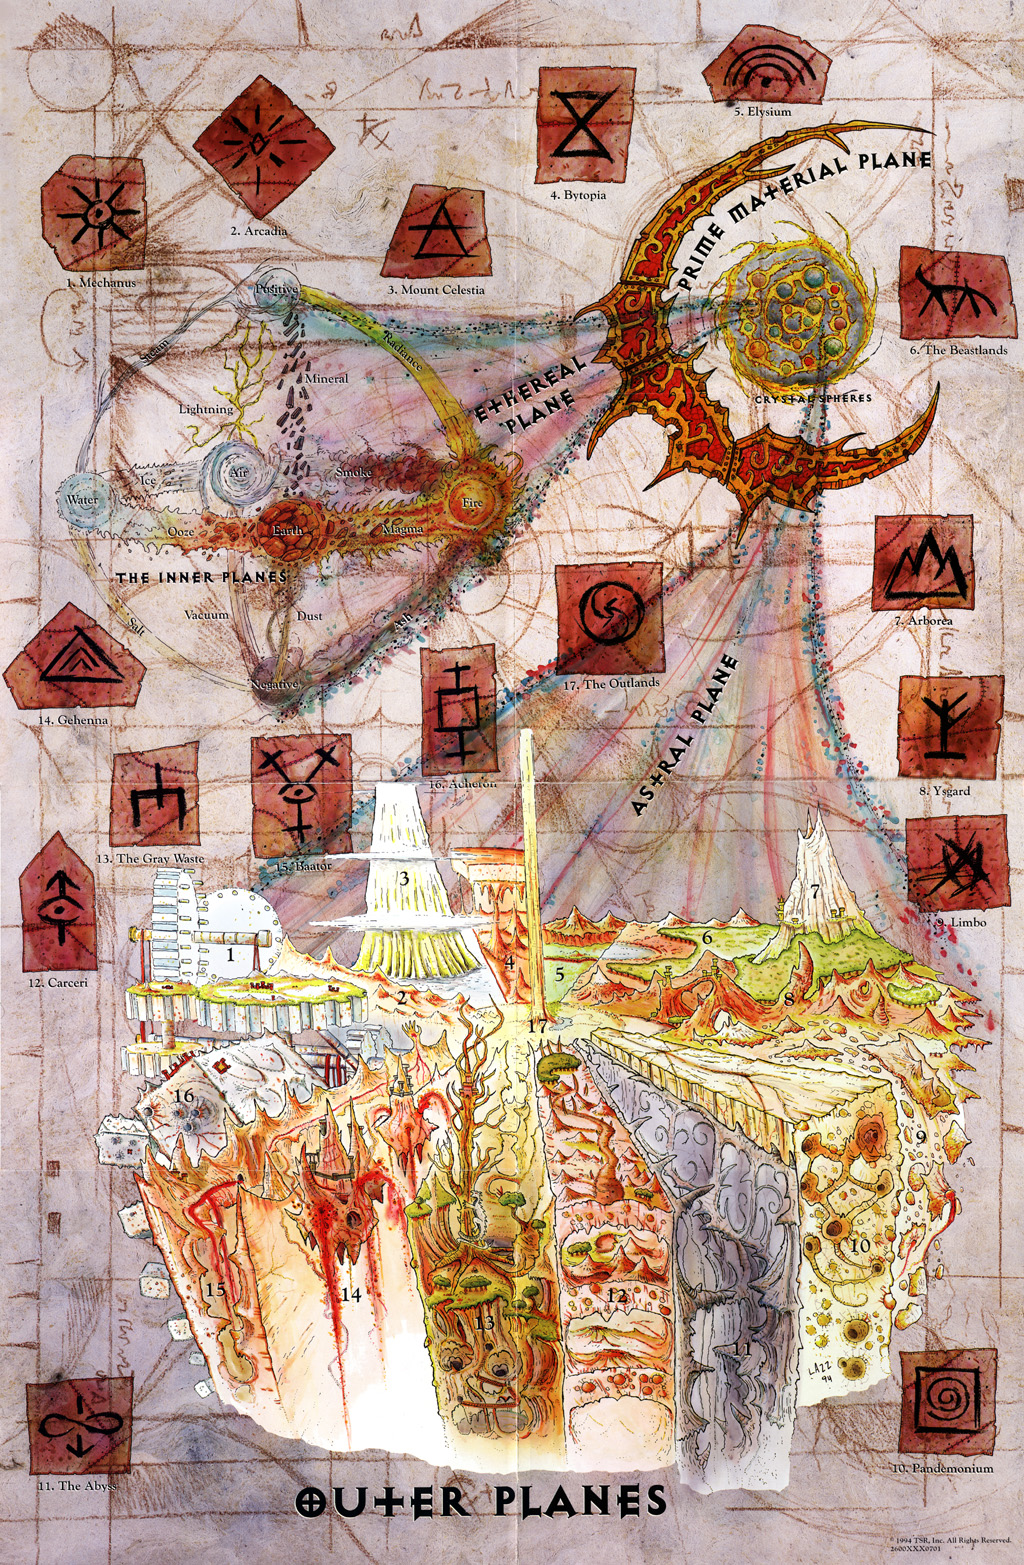 5. Elysium
PRIME MATERIAL PLANE
4. Bytopia
2. Arcadia
1. Mechanus
3. Mount Celestia
6. The Beastlands
CRYSTAL SPHERES
Positive
Steam
Radiance
Mineral
Lightning
ETHEREAL
PLANE
Ice
Air
Smoke
Water
Fire
Ooze
Earth
Magma
THE INNER PLANES
Vacuum
Dust
Salt
Ash
Negative
7. Arborea
17. The Outlands
14. Gehenna
ASTRAL PLANE
16. Acheron
8. Ysgard
13. The Gray Waste
15. Baator
9. Limbo
12. Carceri
3
7
1
4
5
6
2
8
17
16
9
10
15
14
12
13
11
LAZZ
94
11. The Abyss
10. Pandemonium
OUTER PLANES
© 1994 TSR, Inc. All Rights Reserved.
2600XXX0701